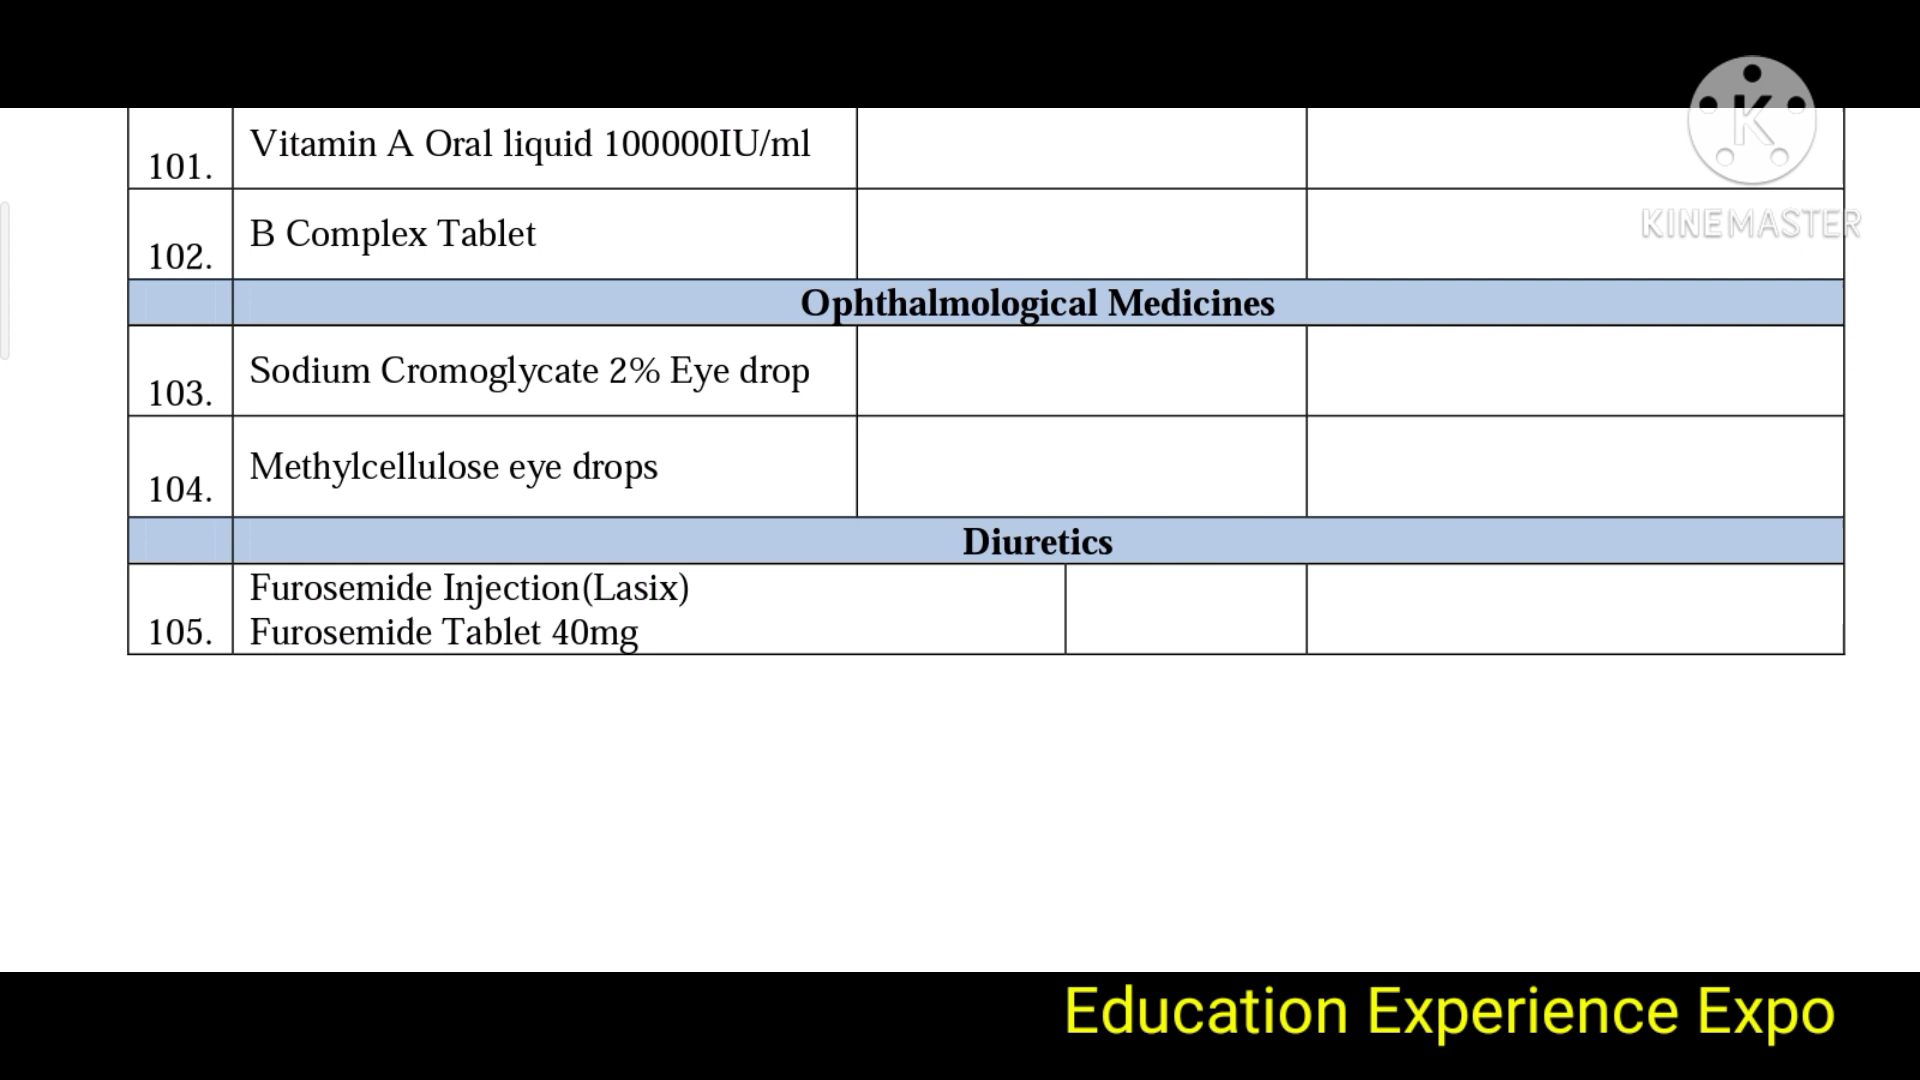 K
KINEMASTER
101. Vitamin A Oral liquid 100000IU/ml
102. B Complex Tablet
Ophthalmological Medicines
103. Sodium Cromoglycate 2% Eye drop
104. Methylcellulose eye drops
Diuretics
Furosemide Injection(Lasix)
105. Furosemide Tablet 40mg
Education Experience Expo